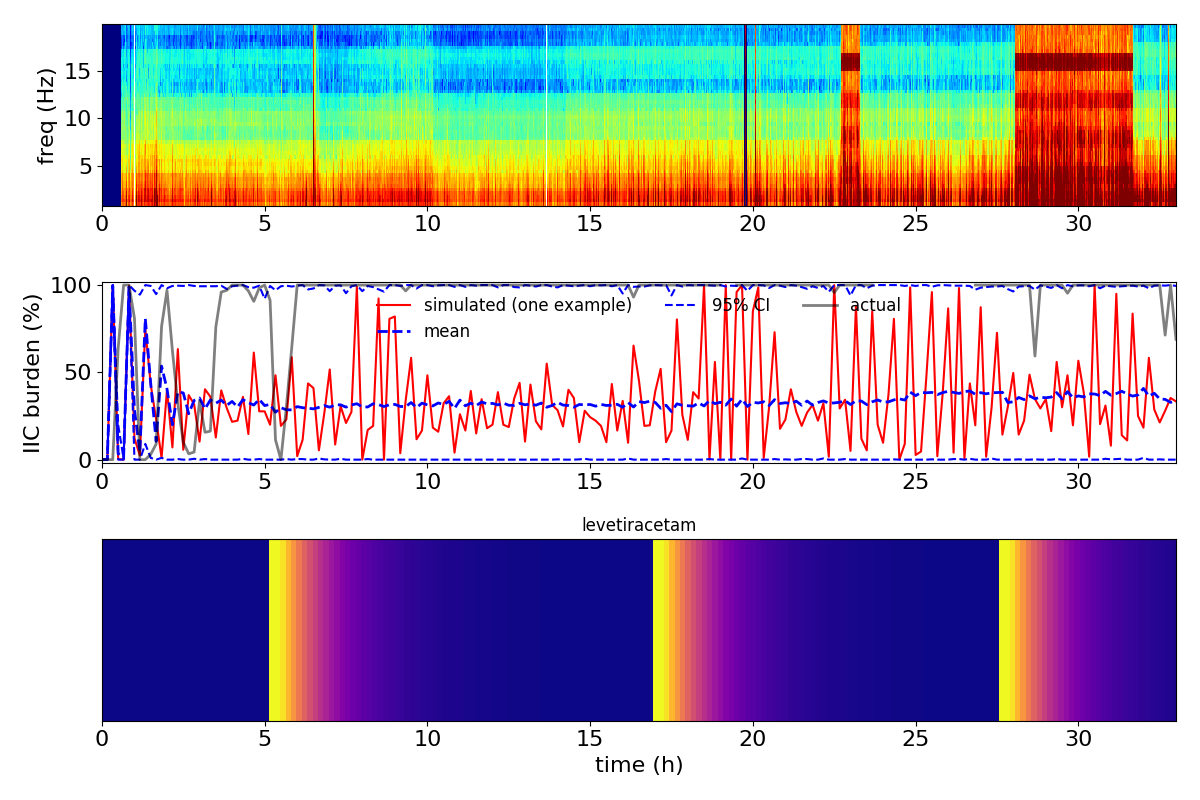 freq (Hz)
15
10
5
0 5 10 15 20 25 30
IIC burden (%)
100
50
0
simulated (one example) 95% CI actual
mean
0 5 10 15 20 25 30
levetiracetam
0 5 10 15 20 25 30
time (h)